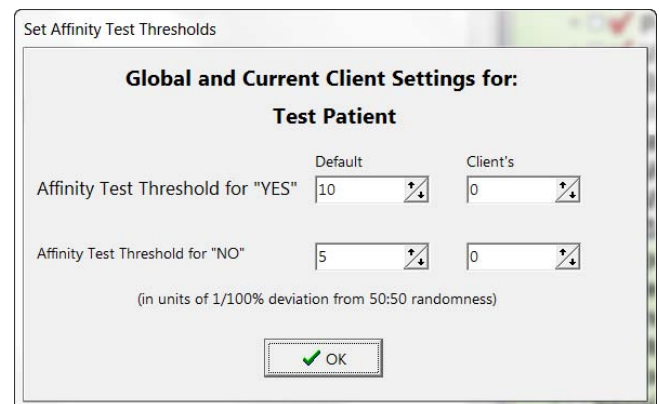 Set Affinity Test Thresholds
Global and Current Client Settings for:
Test Patient
Default Client's
Affinity Test Threshold for "YES" 10 0
Affinity Test Threshold for "NO" 5 0
(in units of 1/100% deviation from 50:50 randomness)
OK